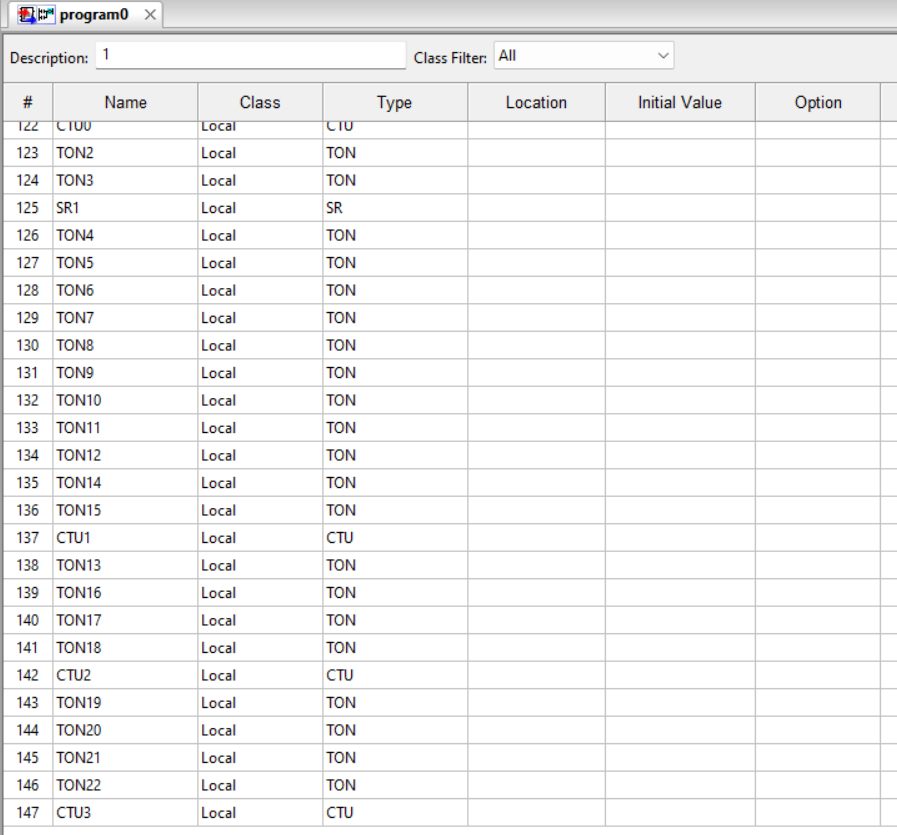 program0
Description: 1 Class Filter: All
# Name Class Type Location Initial Value Option
122 CTU0 Local CTU
123 TON2 Local TON
124 TON3 Local TON
125 SR1 Local SR
126 TON4 Local TON
127 TON5 Local TON
128 TON6 Local TON
129 TON7 Local TON
130 TON8 Local TON
131 TON9 Local TON
132 TON10 Local TON
133 TON11 Local TON
134 TON12 Local TON
135 TON14 Local TON
136 TON15 Local TON
137 CTU1 Local CTU
138 TON13 Local TON
139 TON16 Local TON
140 TON17 Local TON
141 TON18 Local TON
142 CTU2 Local CTU
143 TON19 Local TON
144 TON20 Local TON
145 TON21 Local TON
146 TON22 Local TON
147 CTU3 Local CTU